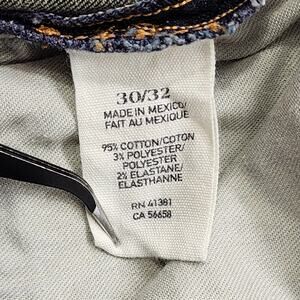 30/32
MADE IN MEXICO/
FAIT AU MEXIQUE
95% COTTON/COTON
3% POLYESTER/
POLYESTER
2% ELASTANE/
ELASTHANNE
RN 41381
CA 56658